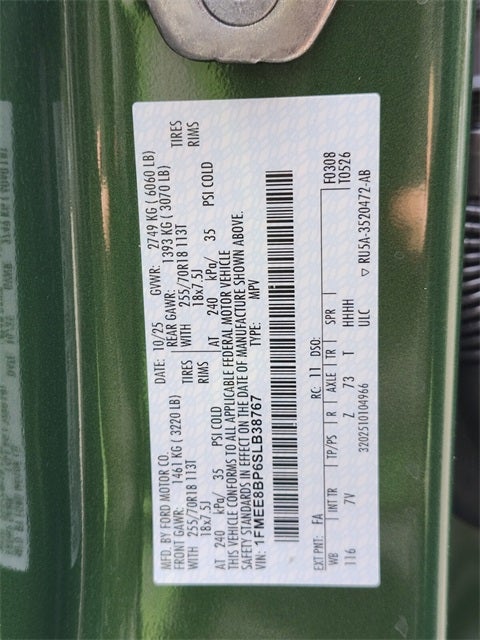 MFD. BY FORD MOTOR CO.
DATE: 10/25 GVWR: 2749 KG (6060 LB)
FRONT GAWR: 1461 KG (3220 LB) REAR GAWR: 1393 KG (3070 LB)
WITH 255/70R18 113T TIRES WITH 255/70R18 113T TIRES
18x7.5J RIMS 18x7.5J RIMS
AT 240 kPa/ 35 PSI COLD AT 240 kPa/ 35 PSI COLD
THIS VEHICLE CONFORMS TO ALL APPLICABLE FEDERAL MOTOR VEHICLE
SAFETY STANDARDS IN EFFECT ON THE DATE OF MANUFACTURE SHOWN ABOVE.
VIN: 1FMEE8BP6SLB38767 TYPE: MPV
F0308
T0526
EXT PNT: FA RC: 11 DSO:
WB INT TR TP/PS R AXLE TR SPR
116 7V Z 73 T HHHH
ULC
3202510104966
▽ RU5A-3520472-AB